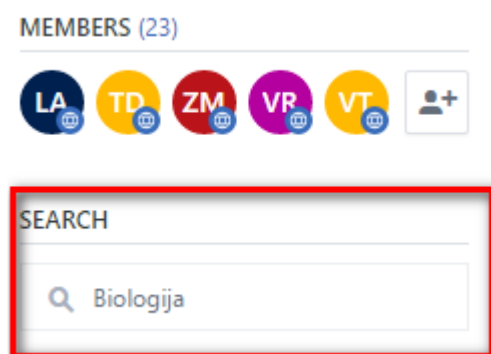 MEMBERS (23)
LA TD ZM VR VT
SEARCH
Biologija